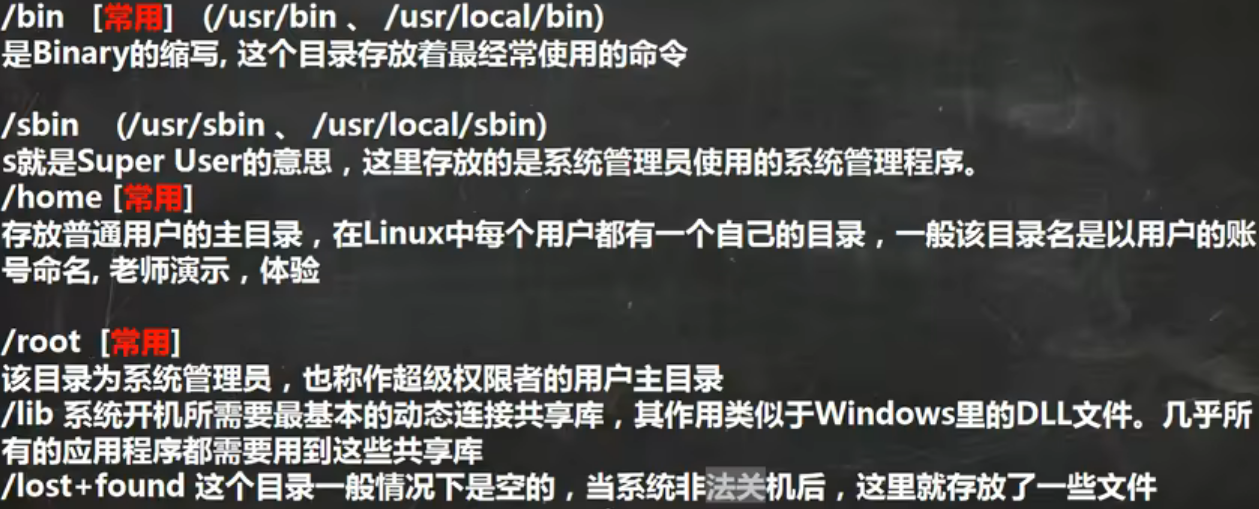 /bin [常用] (/usr/bin 、 /usr/local/bin)
是Binary的缩写, 这个目录存放着最经常使用的命令
/sbin (/usr/sbin 、 /usr/local/sbin)
s就是Super User的意思，这里存放的是系统管理员使用的系统管理程序。
/home [常用]
存放普通用户的主目录，在Linux中每个用户都有一个自己的目录，一般该目录名是以用户的账
号命名, 老师演示，体验
/root [常用]
该目录为系统管理员，也称作超级权限者的用户主目录
/lib 系统开机所需要最基本的动态连接共享库，其作用类似于Windows里的DLL文件。几乎所
有的应用程序都需要用到这些共享库
/lost+found 这个目录一般情况下是空的，当系统非法关机后，这里就存放了一些文件